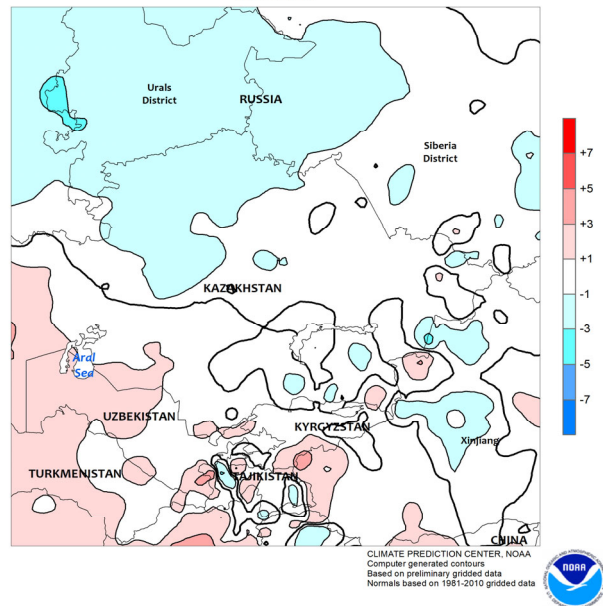 Urals
District
RUSSIA
Siberia
District
KAZAKHSTAN
Aral
Sea
UZBEKISTAN
KYRGYZSTAN
Xinjiang
TURKMENISTAN
TAJIKISTAN
CHINA
+7
+5
+3
+1
-1
-3
-5
-7
CLIMATE PREDICTION CENTER, NOAA
Computer generated contours
Based on preliminary gridded data
Normals based on 1981-2010 gridded data
NOAA